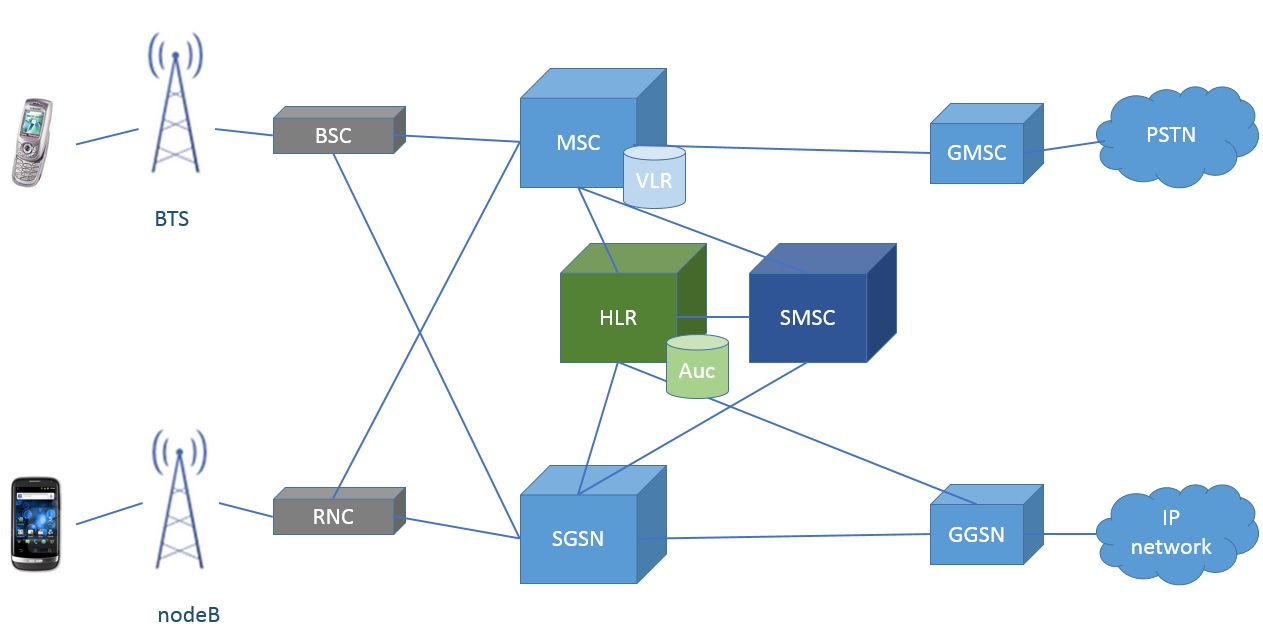 BSC
MSC
VLR
GMSC
PSTN
BTS
HLR
SMSC
Auc
RNC
SGSN
GGSN
IP
network
nodeB